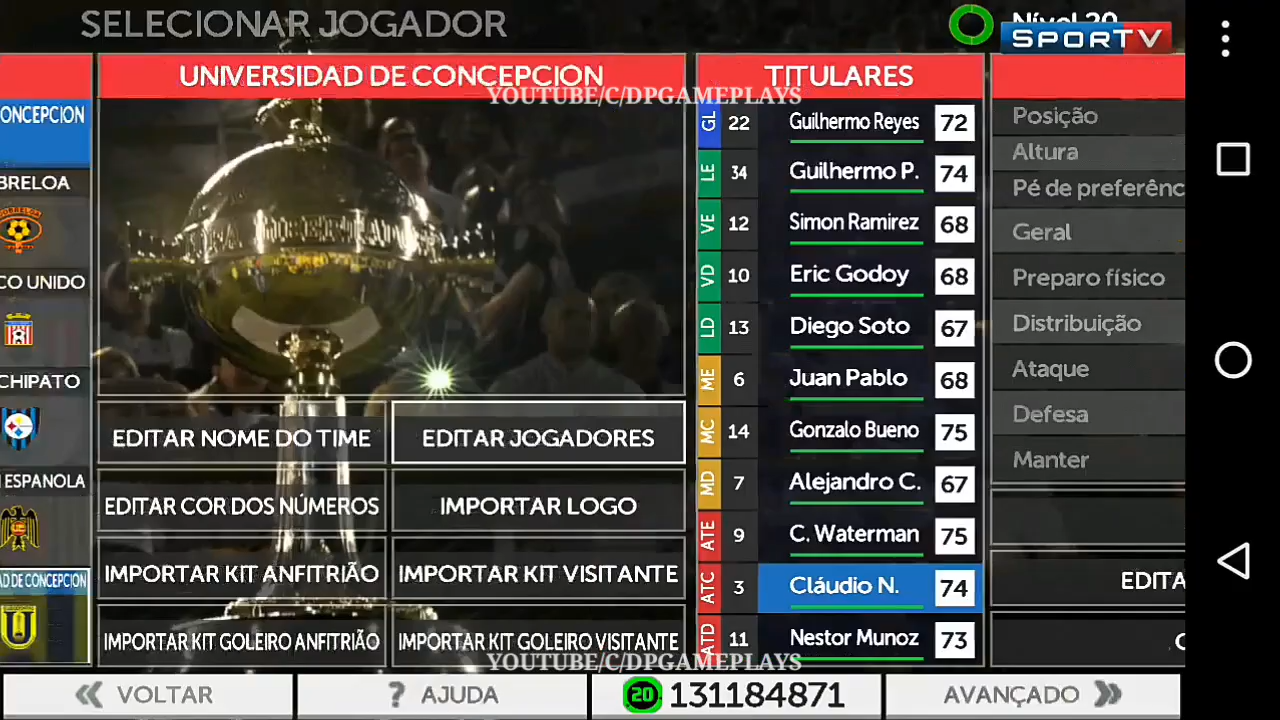 SELECIONAR JOGADOR
Nível 20
SPORTV
CONCEPCION
BRELOA
CO UNIDO
CHIPATO
ESPANOLA
AD DE CONCEPCIÓN
UNIVERSIDAD DE CONCEPCION
YOUTUBE/C/DPGAMEPLAYS
EDITAR NOME DO TIME
EDITAR JOGADORES
EDITAR COR DOS NÚMEROS
IMPORTAR LOGO
IMPORTAR KIT ANFITRIÃO
IMPORTAR KIT VISITANTE
IMPORTAR KIT GOLEIRO ANFITRIÃO
IMPORTAR KIT GOLEIRO VISITANTE
TITULARES
GL 22 Guilhermo Reyes 72
LE 34 Guilhermo P. 74
VE 12 Simon Ramirez 68
VD 10 Eric Godoy 68
LD 13 Diego Soto 67
ME 6 Juan Pablo 68
MC 14 Gonzalo Bueno 75
MD 7 Alejandro C. 67
ATE 9 C. Waterman 75
ATC 3 Cláudio N. 74
ATD 11 Nestor Munoz 73
YOUTUBE/C/DPGAMEPLAYS
Posição
Altura
Pé de preferênc
Geral
Preparo físico
Distribuição
Ataque
Defesa
Manter
EDITA
C
VOLTAR
? AJUDA
20 131184871
AVANÇADO